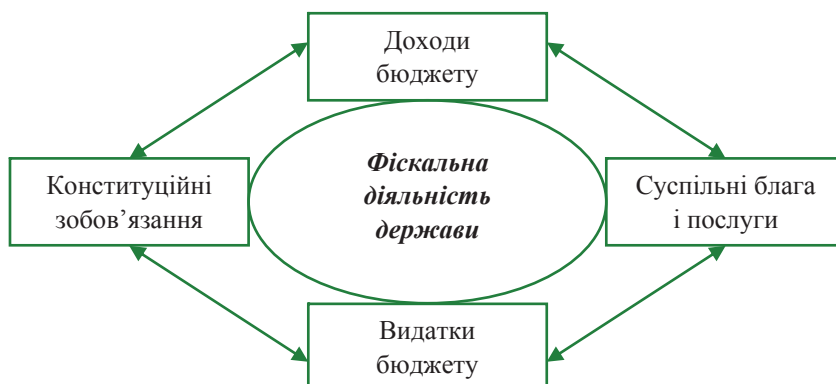 Доходи
бюджету
Фіскальна
діяльність
держави
Конституційні
зобов’язання
Суспільні блага
і послуги
Видатки
бюджету